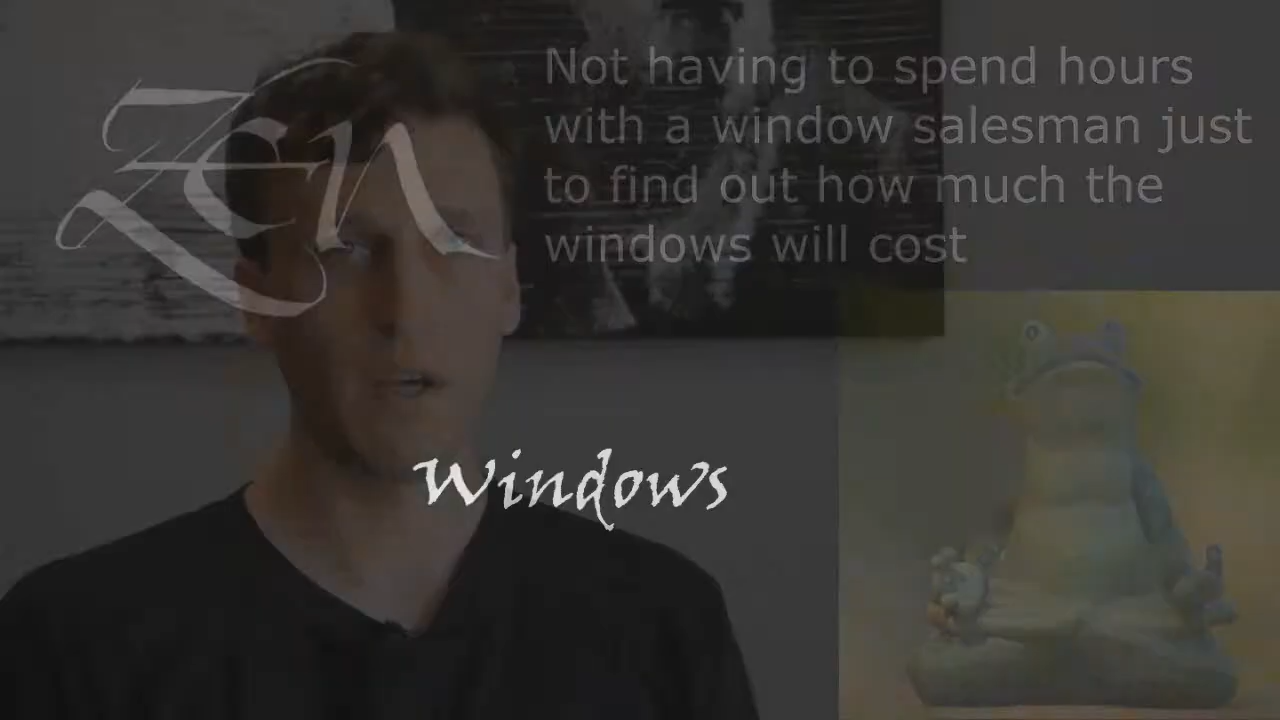 Zen
Not having to spend hours
with a window salesman just
to find out how much the
windows will cost
Windows